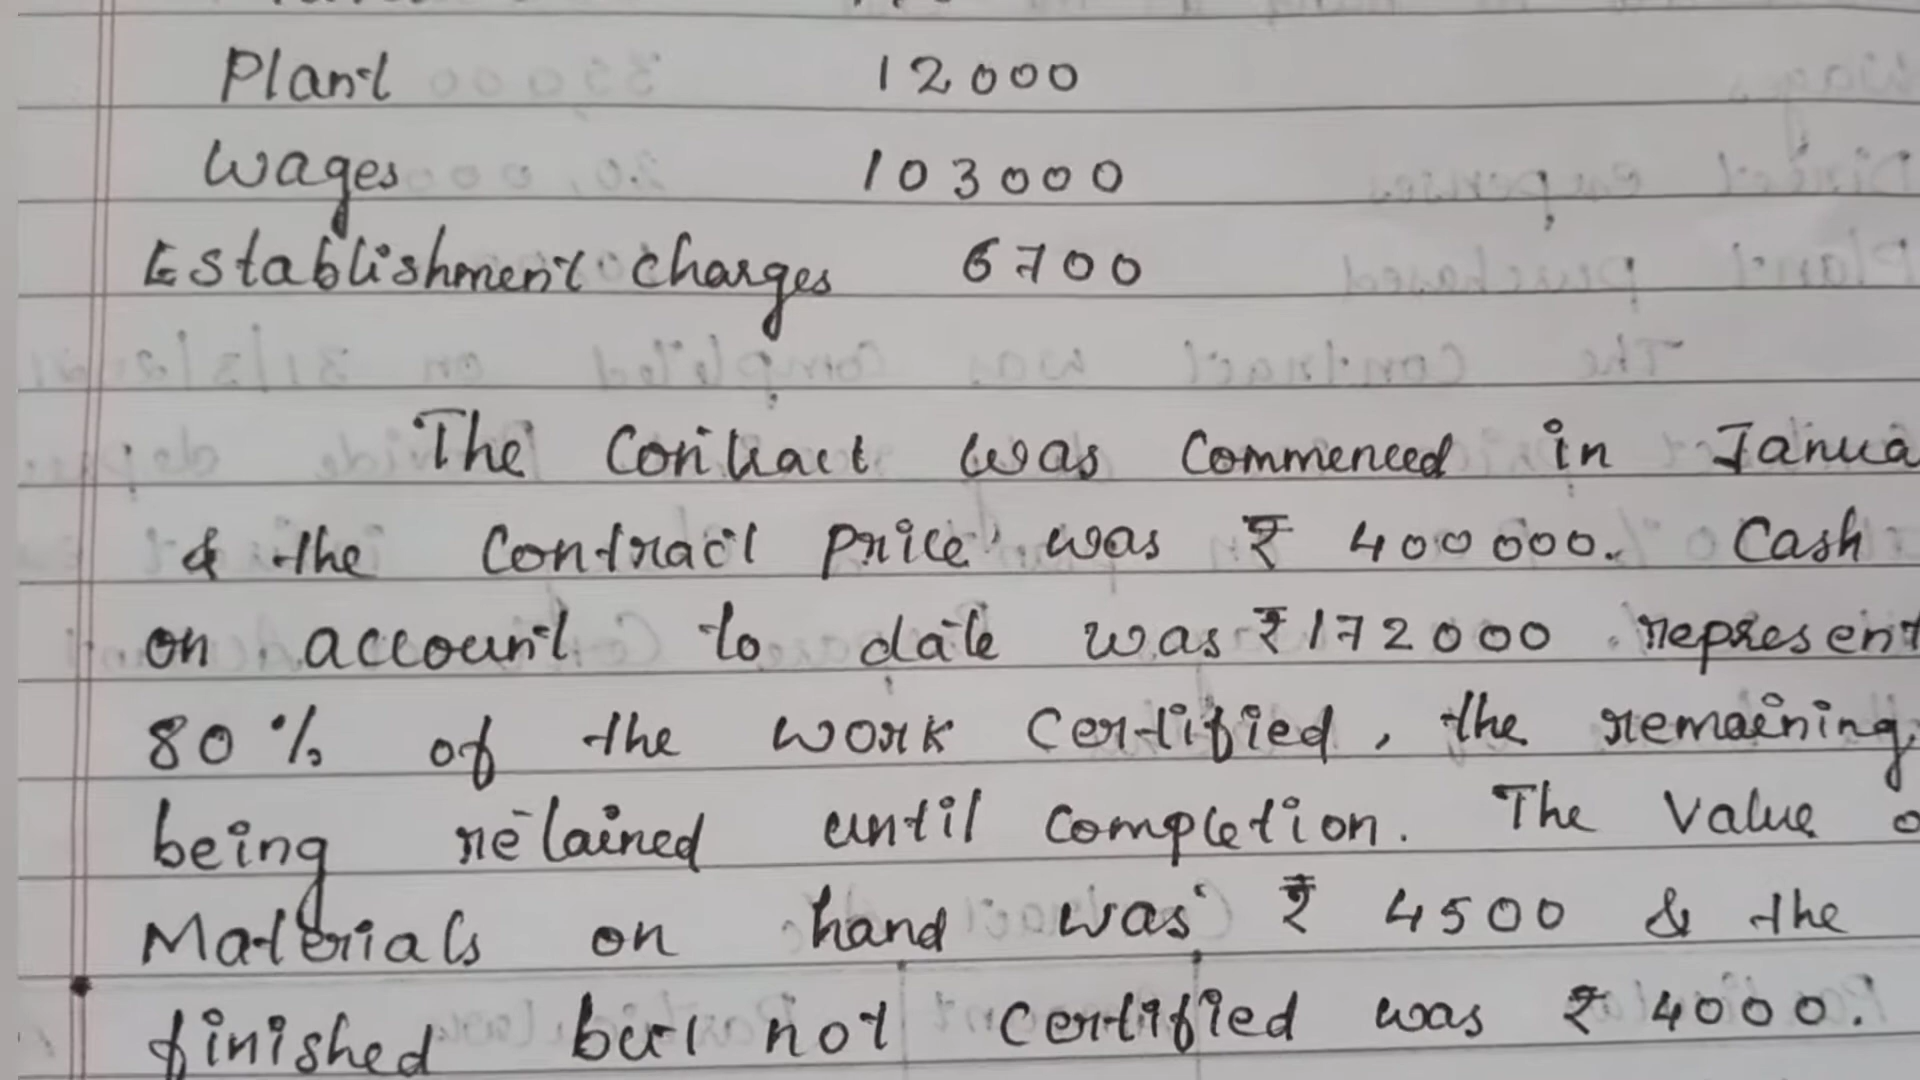 Plant 12000
Wages 103000
Establishment charges 6700
The Contract was Commenced in Janua
& the Contract price was ₹ 400000. Cash
on account to date was ₹172000 represent
80% of the work Certified, the remaining
being retained until completion. The Value o
Materials on hand was ₹ 4500 & the
finished but not certified was ₹ 4000.